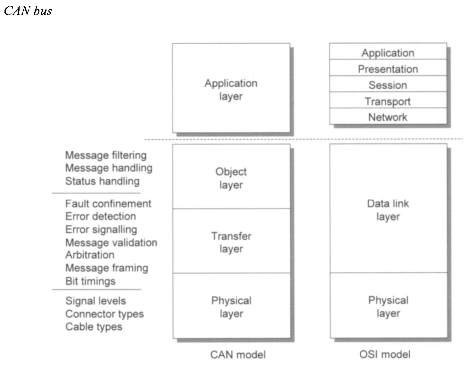 CAN bus
Application
layer
Application
Presentation
Session
Transport
Network
Message filtering
Message handling
Status handling
Object
layer
Fault confinement
Error detection
Error signalling
Message validation
Arbitration
Message framing
Bit timings
Transfer
layer
Data link
layer
Signal levels
Connector types
Cable types
Physical
layer
Physical
layer
CAN model
OSI model